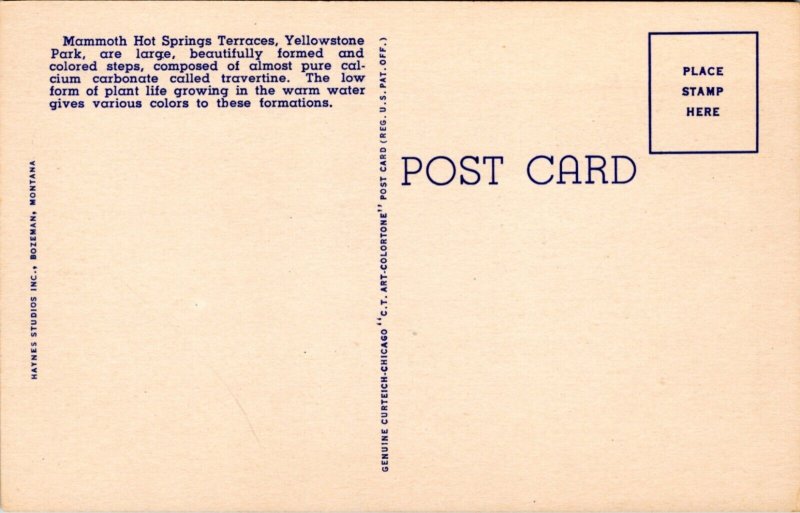 Mammoth Hot Springs Terraces, Yellowstone
Park, are large, beautifully formed and
colored steps, composed of almost pure cal-
cium carbonate called travertine. The low
form of plant life growing in the warm water
gives various colors to these formations.
HAYNES STUDIOS INC., BOZEMAN, MONTANA
GENUINE CURTEICH-CHICAGO "C.T. ART-COLORTONE" POST CARD (REG. U.S. PAT. OFF.)
POST CARD
PLACE
STAMP
HERE